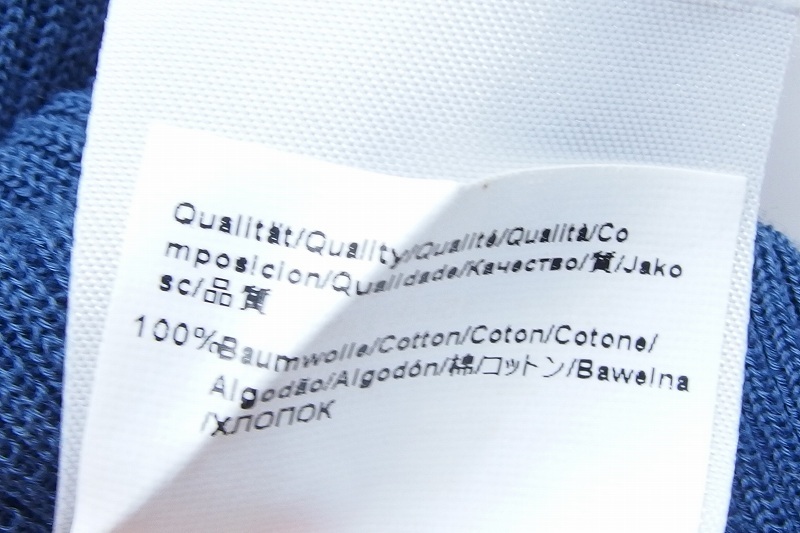 Qualität/Quality/Qualité/Qualità/Co
mposicion/Qualidade/Качество/質/Jako
sc/品質
100%Baumwolle/Cotton/Coton/Cotone/
Algodão/Algodón/棉/コットン/Bawelna
/ХЛОПОК